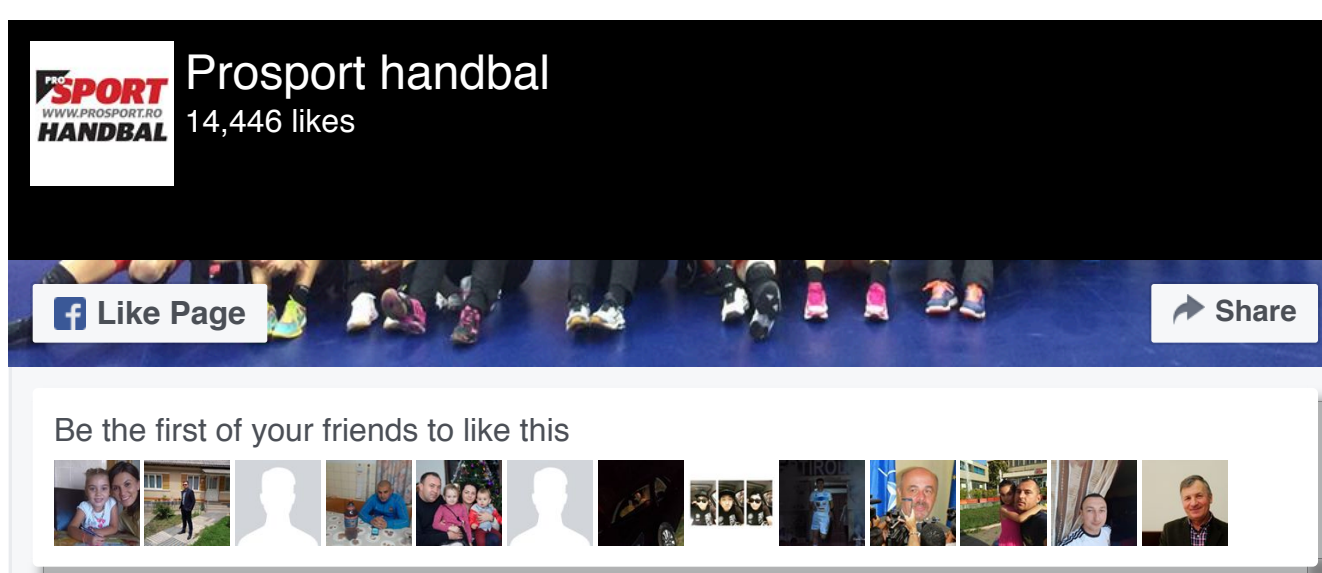 Prosport handbal
14,446 likes
PRO
SPORT
WWW.PROSPORT.RO
HANDBAL
Like Page
Share
Be the first of your friends to like this